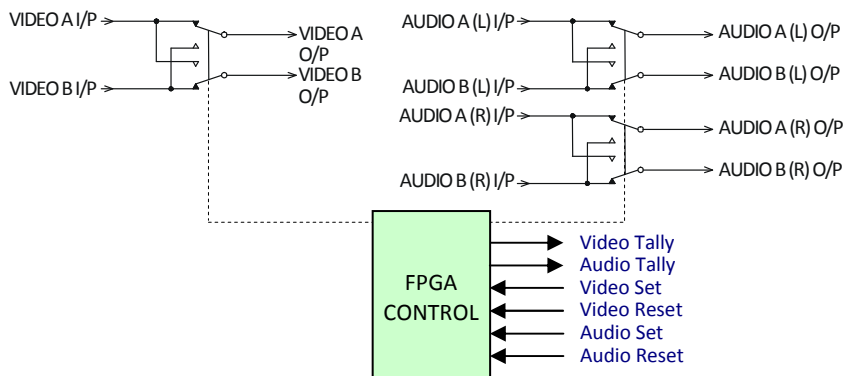 VIDEO A I/P
VIDEO A
O/P
VIDEO B
O/P
VIDEO B I/P
AUDIO A (L) I/P
AUDIO A (L) O/P
AUDIO B (L) O/P
AUDIO B (L) I/P
AUDIO A (R) I/P
AUDIO A (R) O/P
AUDIO B (R) O/P
AUDIO B (R) I/P
FPGA
CONTROL
Video Tally
Audio Tally
Video Set
Video Reset
Audio Set
Audio Reset